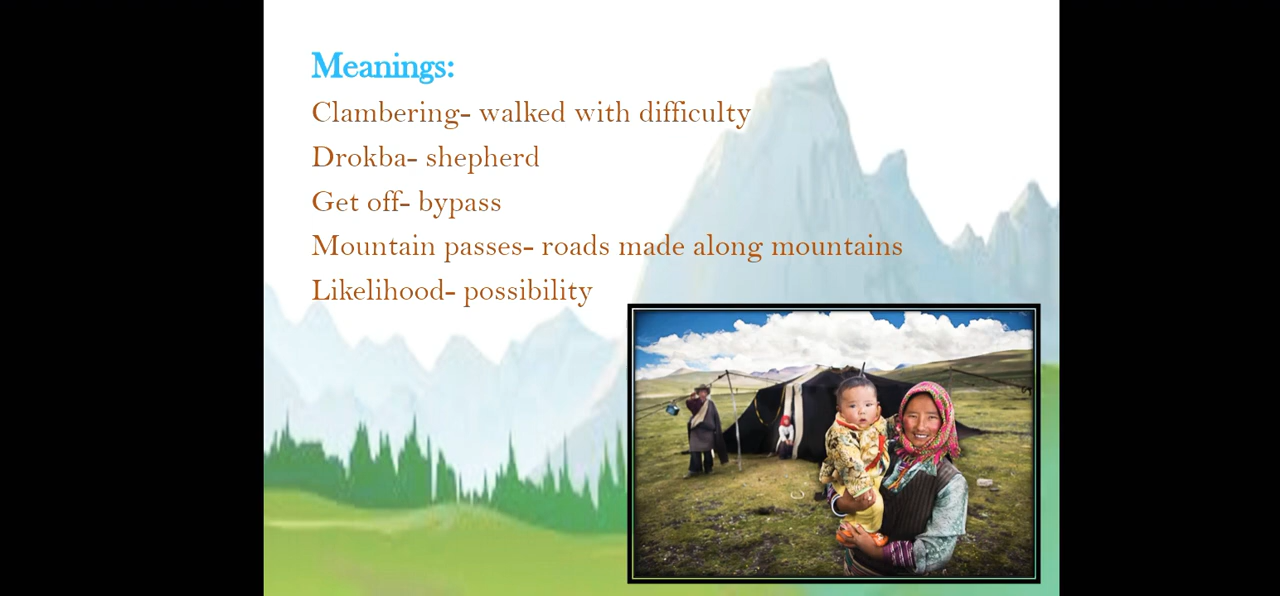 Meanings:
Clambering- walked with difficulty
Drokba- shepherd
Get off- bypass
Mountain passes- roads made along mountains
Likelihood- possibility